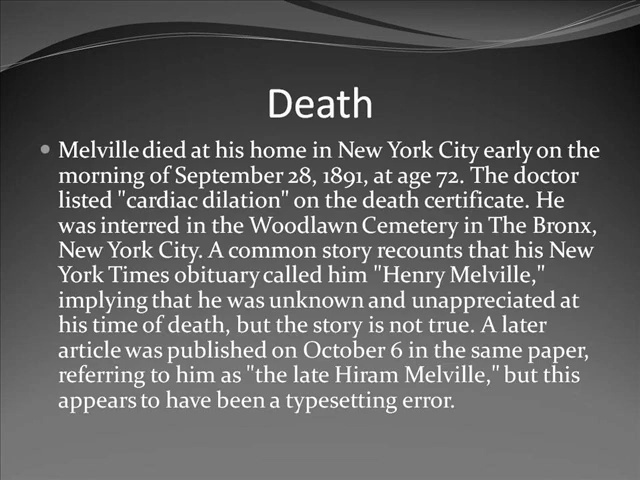 Death
• Melville died at his home in New York City early on the
morning of September 28, 1891, at age 72. The doctor
listed "cardiac dilation" on the death certificate. He
was interred in the Woodlawn Cemetery in The Bronx,
New York City. A common story recounts that his New
York Times obituary called him "Henry Melville,"
implying that he was unknown and unappreciated at
his time of death, but the story is not true. A later
article was published on October 6 in the same paper,
referring to him as "the late Hiram Melville," but this
appears to have been a typesetting error.